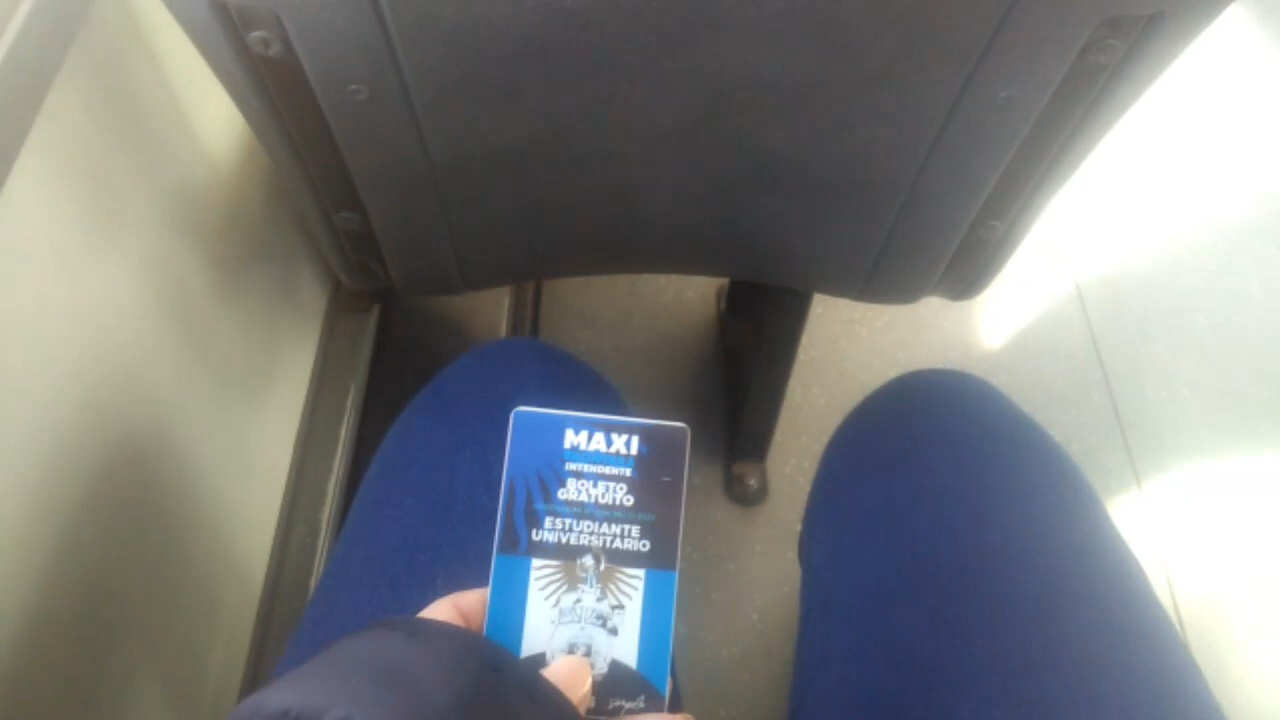 MAXI
INTENDENTE
BOLETO
GRATUITO
ESTUDIANTE
UNIVERSITARIO